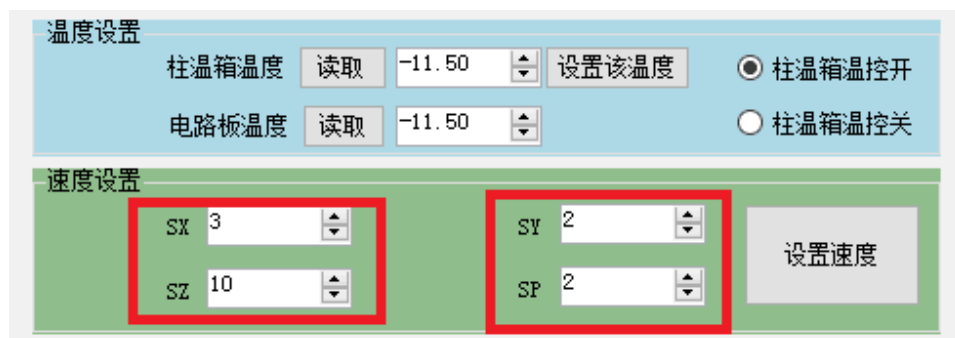 温度设置
柱温箱温度 读取 -11.50 设置该温度 柱温箱温控开
电路板温度 读取 -11.50 柱温箱温控关
速度设置
SX 3 SY 2 设置速度
SZ 10 SP 2